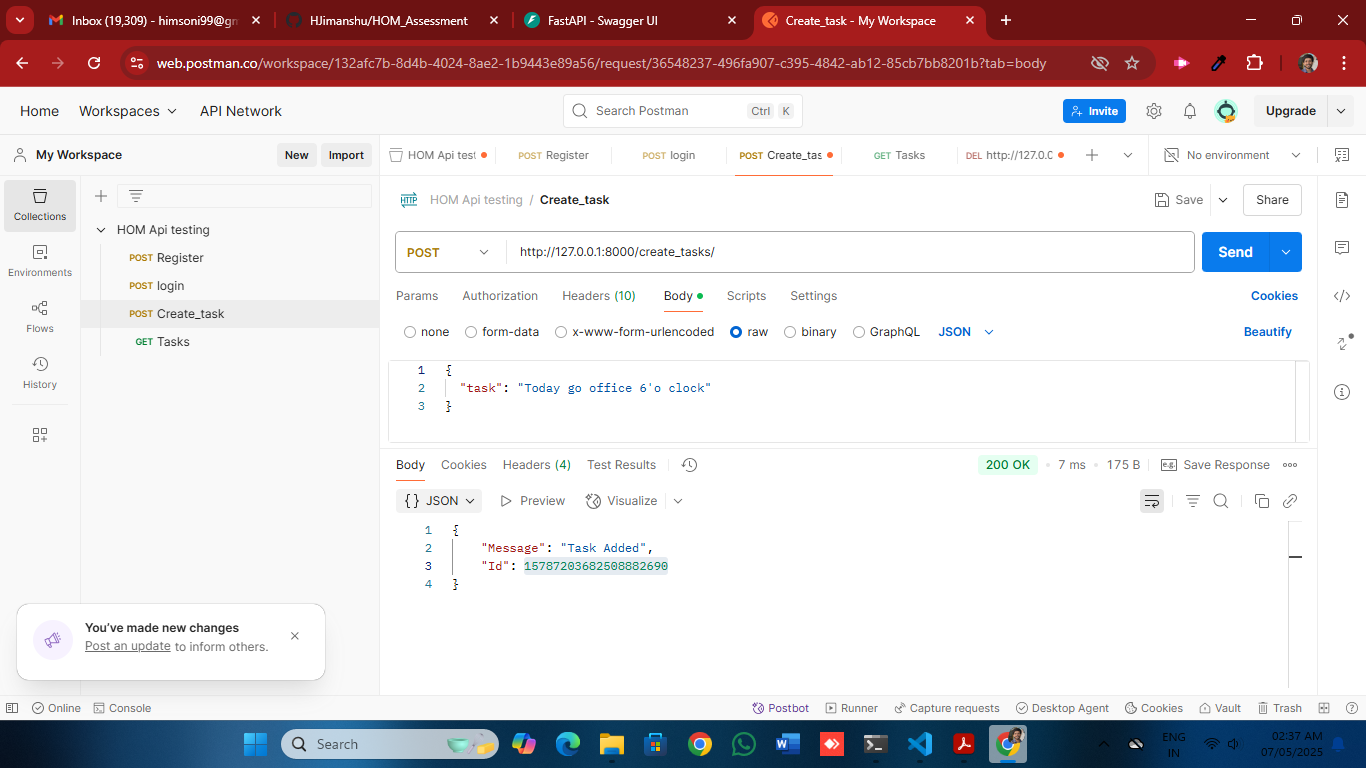 Inbox (19,309) - himsoni99@gm
HJimanshu/HOM_Assessment
FastAPI - Swagger UI
Create_task - My Workspace
web.postman.co/workspace/132afc7b-8d4b-4024-8ae2-1b9443e89a56/request/36548237-496fa907-c395-4842-ab12-85cb7bb8201b?tab=body
Home Workspaces API Network
Search Postman Ctrl K
Invite
Upgrade
My Workspace
New Import
HOM Api test
POST Register
POST login
POST Create_tas
GET Tasks
DEL http://127.0.0
No environment
Collections
Environments
Flows
History
HOM Api testing
POST Register
POST login
POST Create_task
GET Tasks
HTTP HOM Api testing / Create_task
Save Share
POST http://127.0.0.1:8000/create_tasks/ Send
Params Authorization Headers (10) Body Scripts Settings Cookies
none form-data x-www-form-urlencoded raw binary GraphQL JSON Beautify
1 {
2 "task": "Today go office 6'o clock"
3 }
Body Cookies Headers (4) Test Results 200 OK • 7 ms • 175 B e.g. Save Response
{} JSON Preview Visualize
1 {
2 "Message": "Task Added",
3 "Id": 15787203682508882690
4 }
You've made new changes
Post an update to inform others.
Online Console Postbot Runner Capture requests Desktop Agent Cookies Vault Trash
Search
ENG
IN
02:37 AM
07/05/2025